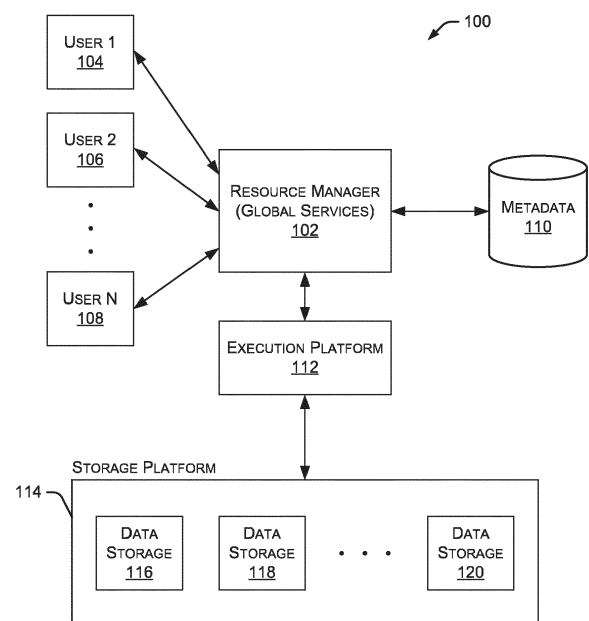 100
USER 1
104
USER 2
106
USER N
108
RESOURCE MANAGER
(GLOBAL SERVICES)
102
METADATA
110
EXECUTION PLATFORM
112
STORAGE PLATFORM
114
DATA
STORAGE
116
DATA
STORAGE
118
DATA
STORAGE
120